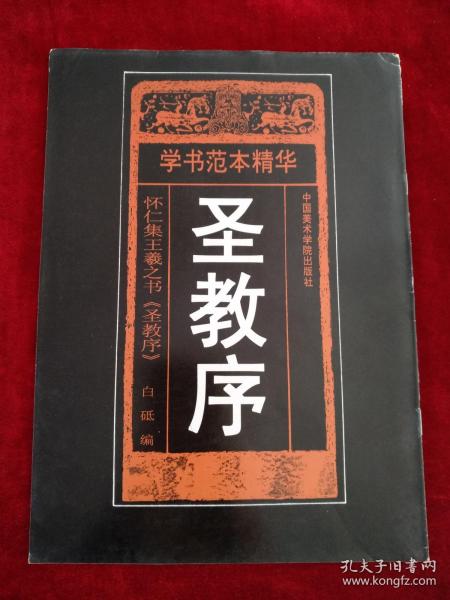 学书范本精华
中国美术学院出版社
圣教序
怀仁集王羲之书《圣教序》
白砥编
孔夫子旧书网
www.kongfz.com